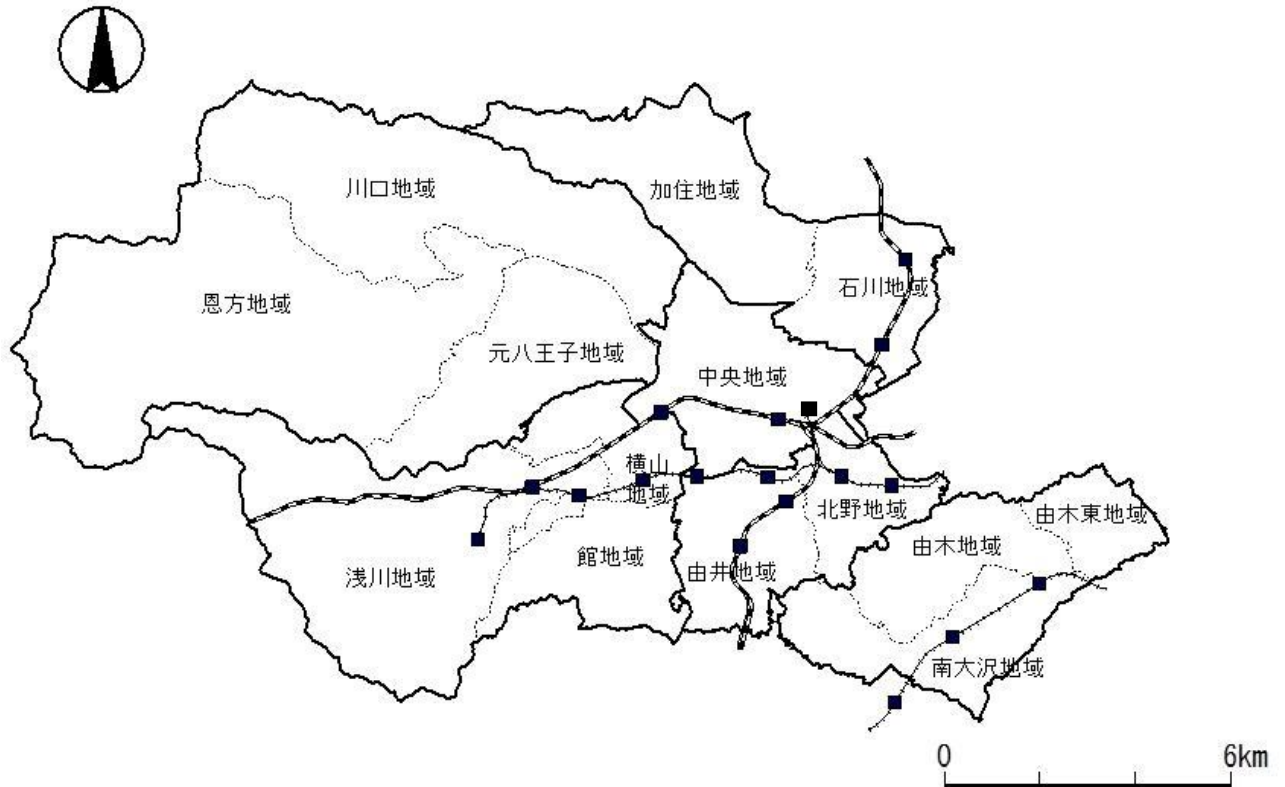 川口地域
加住地域
恩方地域
石川地域
元八王子地域
中央地域
横山
地域
北野地域
由木東地域
由木地域
館地域
由井地域
浅川地域
南大沢地域
0
6km